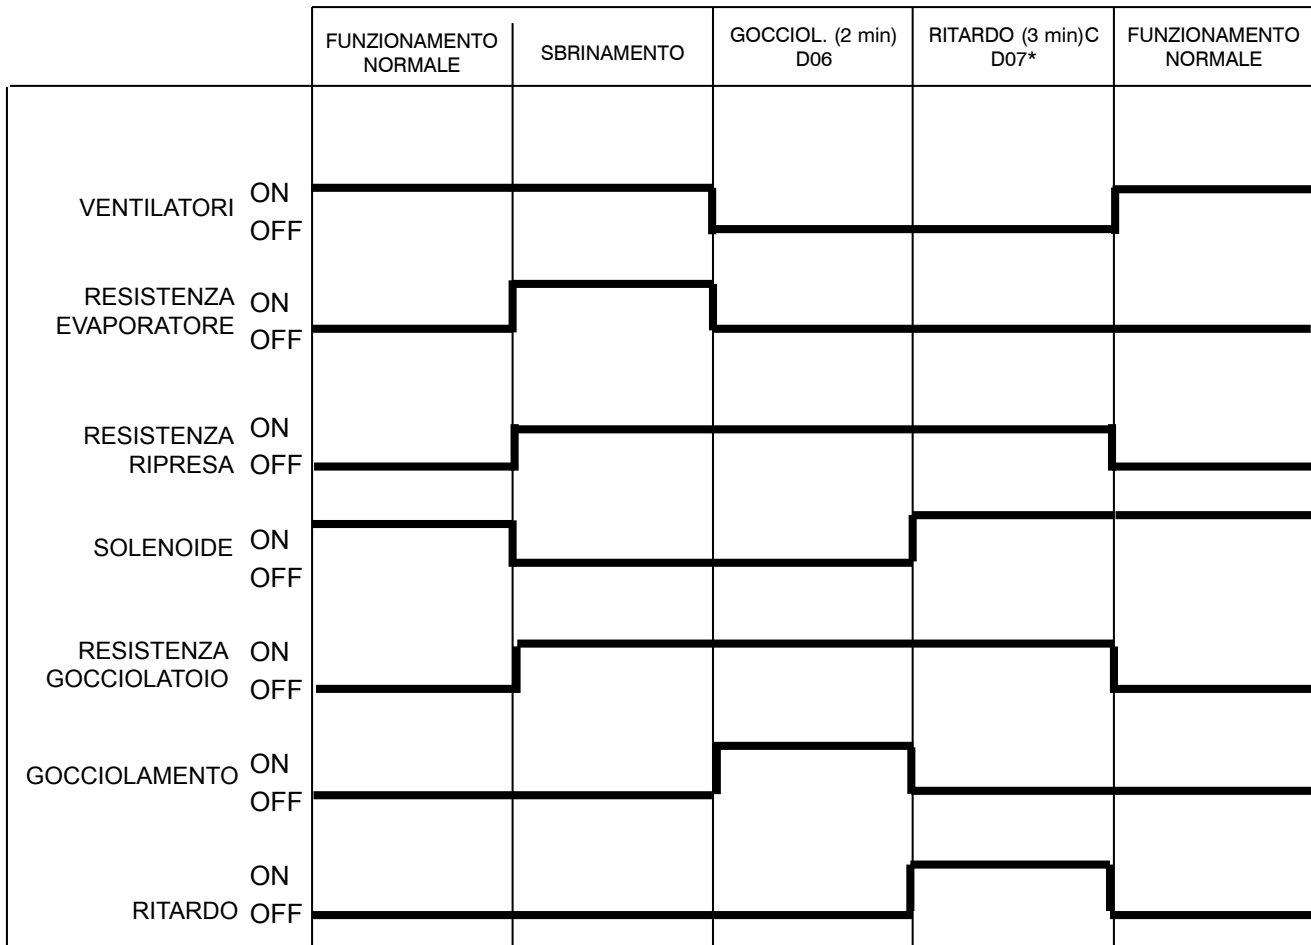 FUNZIONAMENTO
NORMALE
SBRINAMENTO
GOCCIOL. (2 min)
D06
RITARDO (3 min)C
D07*
FUNZIONAMENTO
NORMALE
VENTILATORI
ON
OFF
RESISTENZA
EVAPORATORE
ON
OFF
RESISTENZA
RIPRESA
ON
OFF
SOLENOIDE
ON
OFF
RESISTENZA
GOCCIOLATOIO
ON
OFF
GOCCIOLAMENTO
ON
OFF
RITARDO
ON
OFF